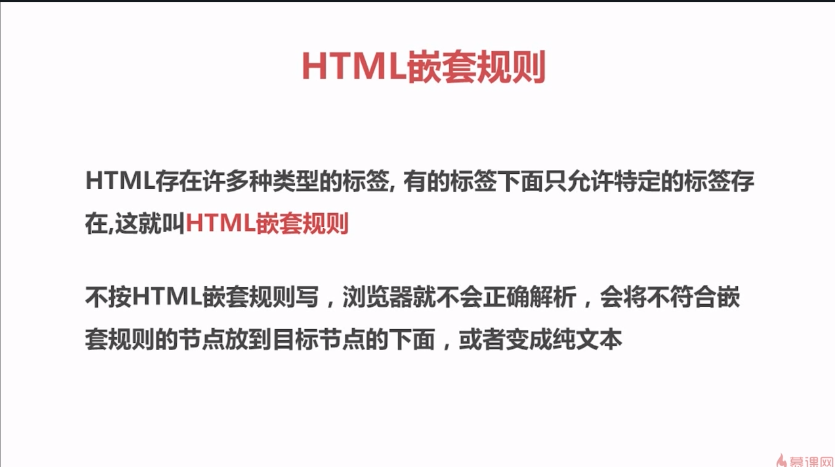 HTML嵌套规则
HTML存在许多种类型的标签, 有的标签下面只允许特定的标签存
在,这就叫HTML嵌套规则
不按HTML嵌套规则写，浏览器就不会正确解析，会将不符合嵌
套规则的节点放到目标节点的下面，或者变成纯文本
慕课网